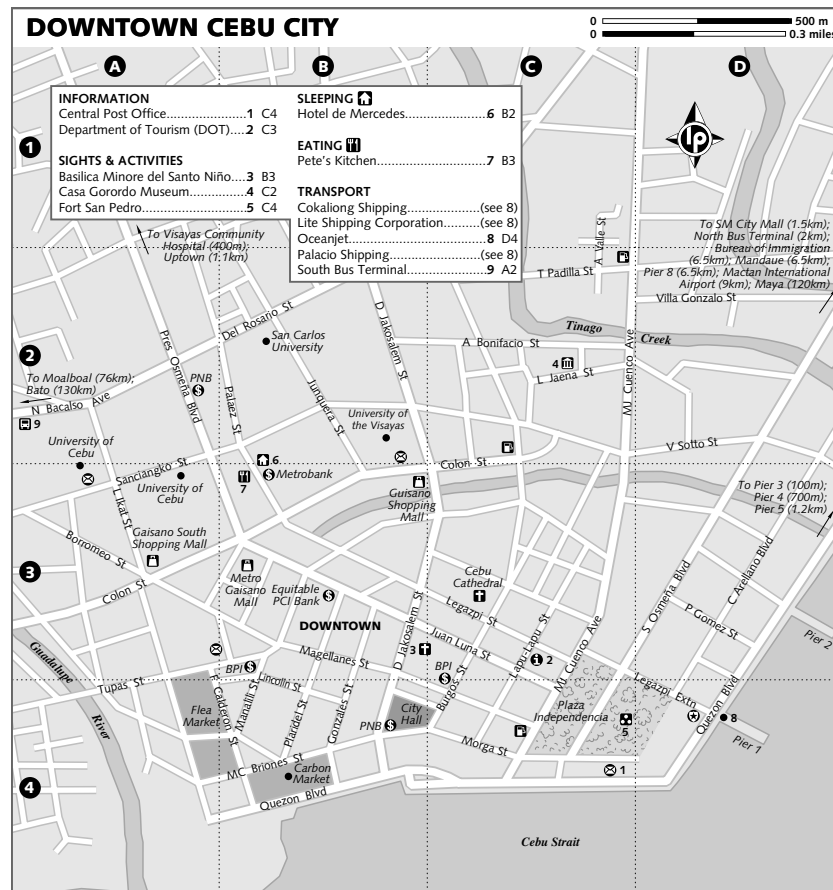 DOWNTOWN CEBU CITY
0 500 m
0 0.3 miles
A B C D
INFORMATION
Central Post Office 1 C4
Department of Tourism (DOT) 2 C3
SIGHTS & ACTIVITIES
Basilica Minore del Santo Niño 3 B3
Casa Gorordo Museum 4 C2
Fort San Pedro 5 C4
SLEEPING
Hotel de Mercedes 6 B2
EATING
Pete's Kitchen 7 B3
TRANSPORT
Cokaliong Shipping (see 8)
Lite Shipping Corporation (see 8)
Oceanjet 8 D4
Palacio Shipping (see 8)
South Bus Terminal 9 A2
1
lp
To Visayas Community
Hospital (400m);
Uptown (1.1km)
A Valle St
To SM City Mall (1.5km);
North Bus Terminal (2km);
Bureau of Immigration
(6.5km); Mandaue (6.5km);
Pier 8 (6.5km); Mactan International
Airport (9km); Maya (120km)
T Padilla St
Villa Gonzalo St
Del Rosario St
D Jakosalem St
Tinago
Creek
2
Pres Osmeña Blvd
San Carlos
University
A Bonifacio St
MJ Cuenco Ave
4
L Jaena St
To Moalboal (76km);
Bato (130km)
PNB
Palaez St
Junquera St
N Bacalso Ave
9
University of
the Visayas
University of
Cebu
V Sotto St
Colon St
6
Metrobank
Sanciangko St
7
University of
Cebu
L Ikat St
Guisano
Shopping
Mall
To Pier 3 (100m);
Pier 4 (700m);
Pier 5 (1.2km)
Borromeo St
Gaisano South
Shopping Mall
3
Colon St
Metro
Gaisano
Mall
Equitable
PCI Bank
Cebu
Cathedral
S Osmeña Blvd
C Arellano Blvd
Legazpi St
P Gomez St
Pier 2
DOWNTOWN
D Jakosalem St
Juan Luna St
Lapu-Lapu St
MJ Cuenco Ave
Guadalupe
River
Magellanes St
3
BPI
2
BPI
Burgos St
Tupas St
Lincoln St
Legazpi Extn
Quezon Blvd
Flea
Market
F Calderon St
Manalili St
Plaridel St
Gonzales St
City
Hall
PNB
Plaza
Independencia
5
8
Pier 1
Morga St
MC Briones St
Carbon
Market
1
4
Quezon Blvd
Cebu Strait